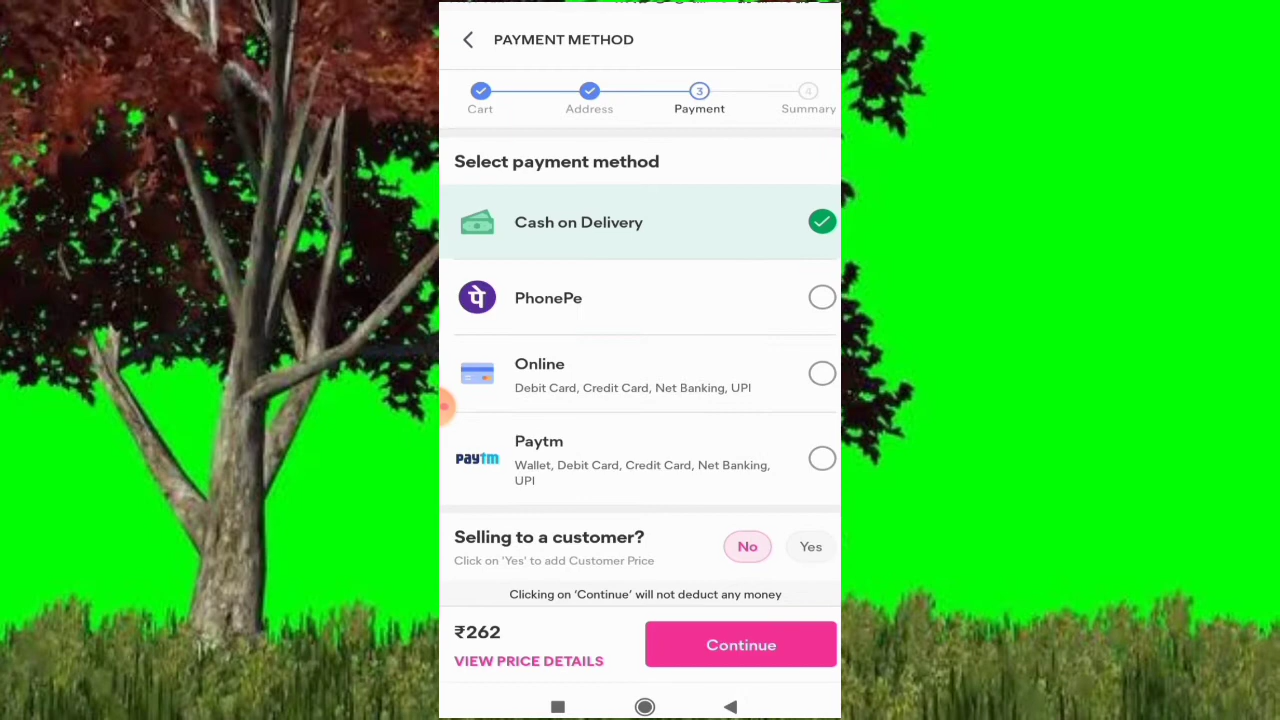 PAYMENT METHOD
3
4
Cart
Address
Payment
Summary
Select payment method
Cash on Delivery
पे
PhonePe
Online
Debit Card, Credit Card, Net Banking, UPI
Paytm
paytm
Wallet, Debit Card, Credit Card, Net Banking,
UPI
Selling to a customer?
No
Yes
Click on 'Yes' to add Customer Price
Clicking on 'Continue' will not deduct any money
₹262
Continue
VIEW PRICE DETAILS